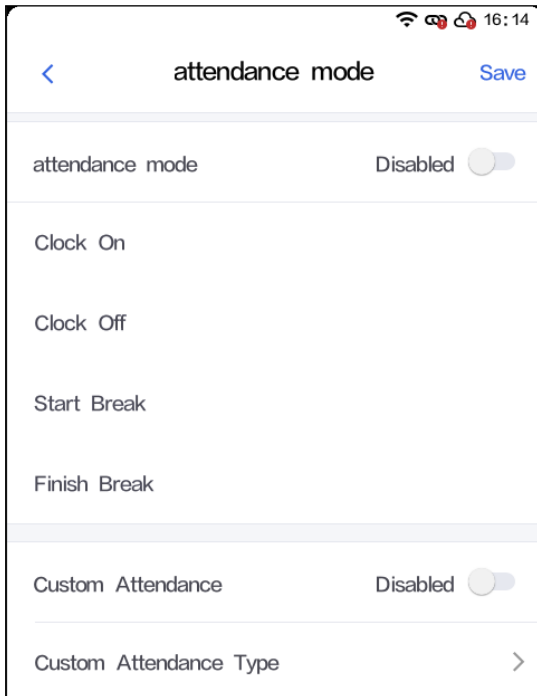 16:14
attendance mode Save
attendance mode Disabled
Clock On
Clock Off
Start Break
Finish Break
Custom Attendance Disabled
Custom Attendance Type